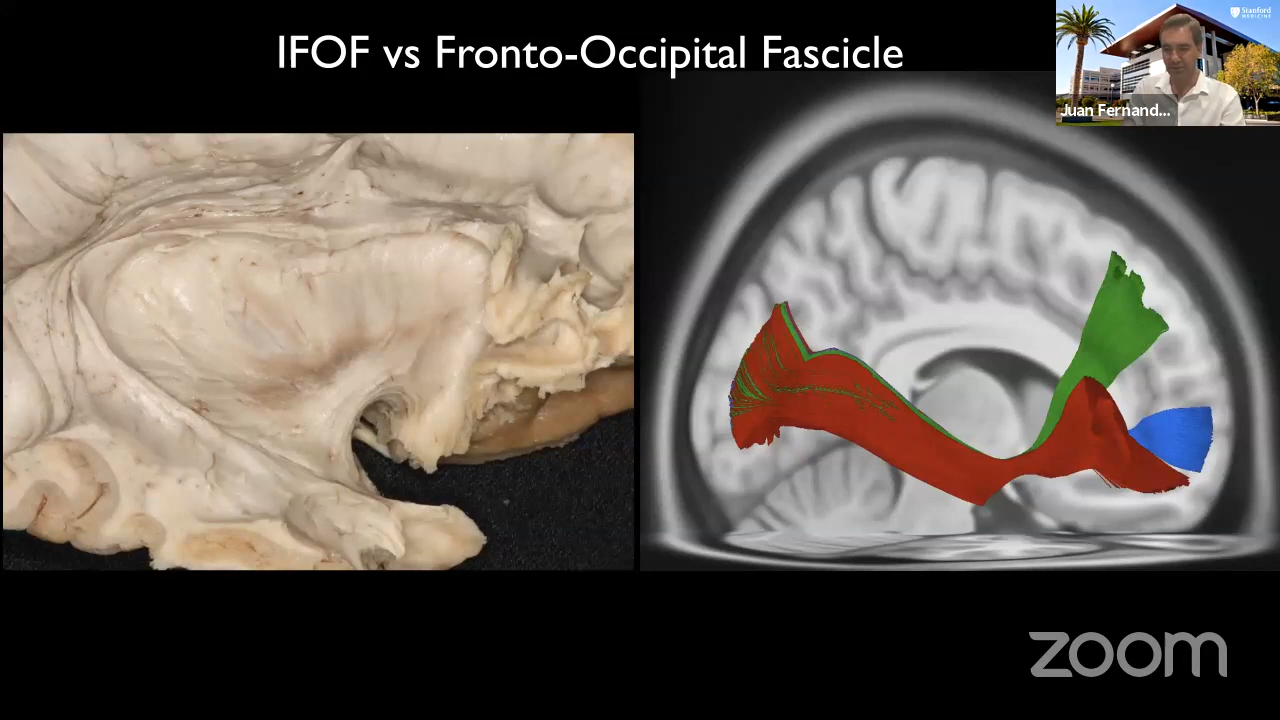 IFOF vs Fronto-Occipital Fascicle
Stanford
MEDICINE
Juan Fernand...
zoom